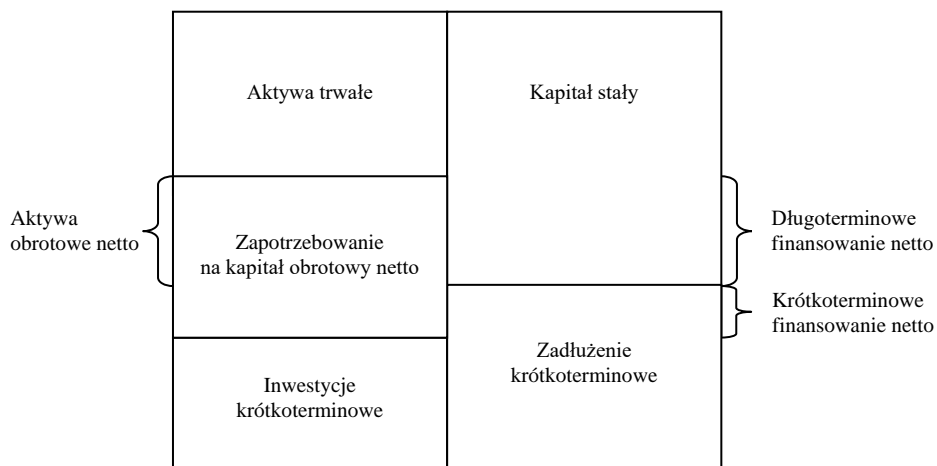 Aktywa trwałe
Kapitał stały
Aktywa
obrotowe netto
Zapotrzebowanie
na kapitał obrotowy netto
Długoterminowe
finansowanie netto
Krótkoterminowe
finansowanie netto
Zadłużenie
krótkoterminowe
Inwestycje
krótkoterminowe